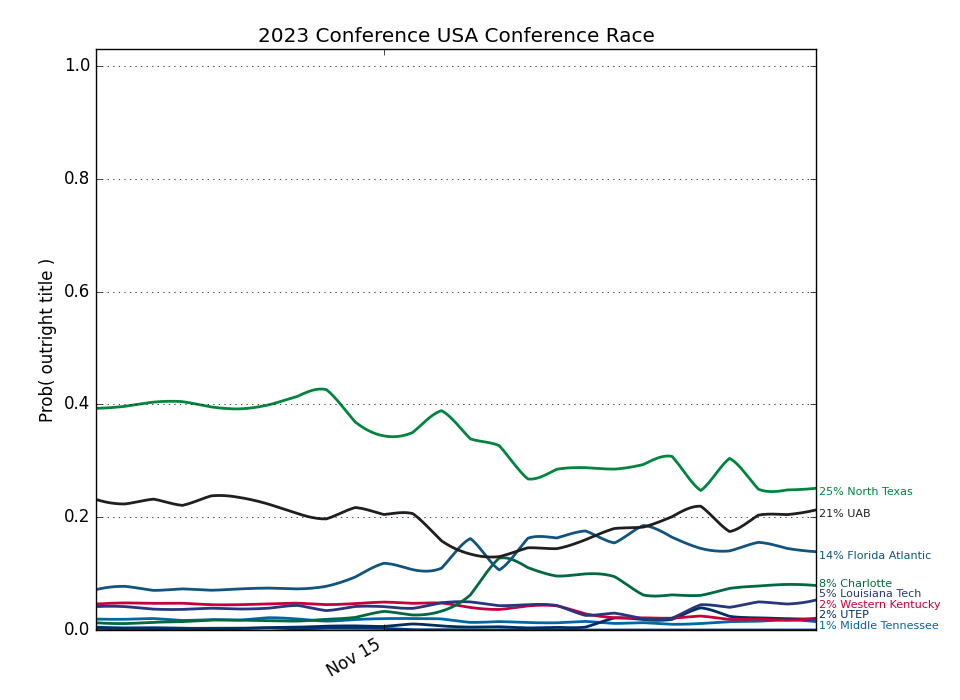 2023 Conference USA Conference Race
Prob( outright title )
1.0
0.8
0.6
0.4
0.2
0.0
Nov 15
25% North Texas
21% UAB
14% Florida Atlantic
8% Charlotte
5% Louisiana Tech
2% Western Kentucky
2% UTEP
1% Middle Tennessee